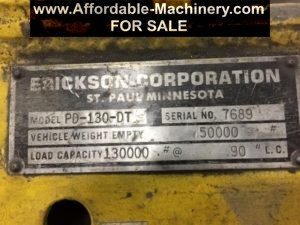 www.Affordable-Machinery.com
FOR SALE
ERICKSON CORPORATION
ST. PAUL MINNESOTA
MODEL PD-130-DT SERIAL NO. 7689
VEHICLE WEIGHT EMPTY 50000 #
LOAD CAPACITY 130000 .# @ 90 " L.C.